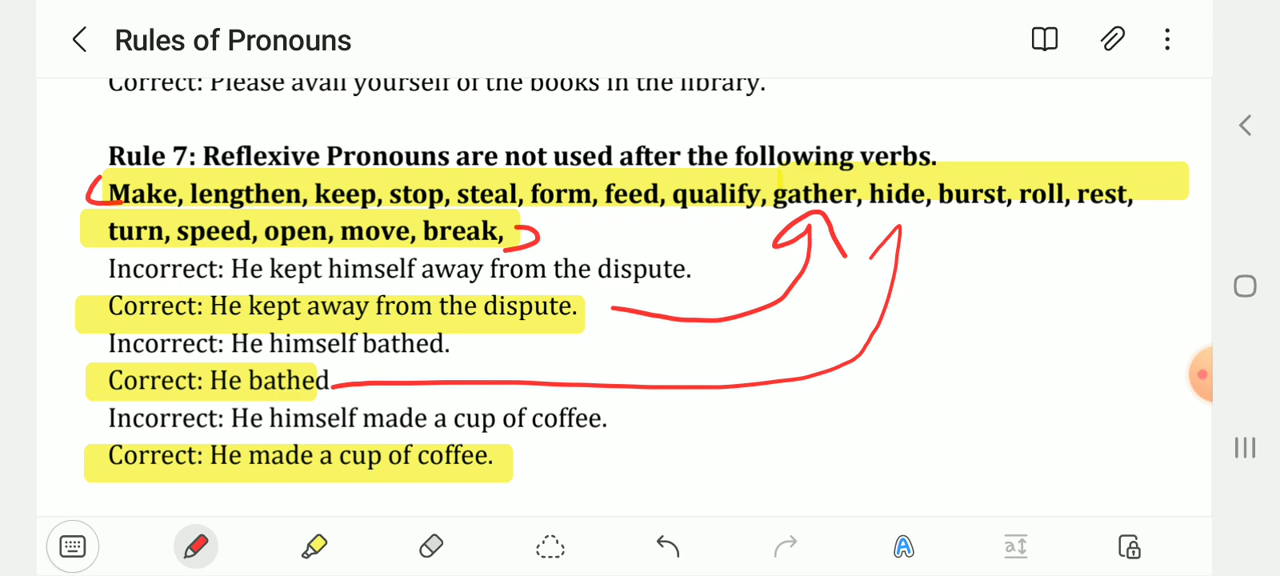 Rules of Pronouns
Correct: Please avail yourself of the books in the library.
Rule 7: Reflexive Pronouns are not used after the following verbs.
Make, lengthen, keep, stop, steal, form, feed, qualify, gather, hide, burst, roll, rest,
turn, speed, open, move, break,
Incorrect: He kept himself away from the dispute.
Correct: He kept away from the dispute.
Incorrect: He himself bathed.
Correct: He bathed
Incorrect: He himself made a cup of coffee.
Correct: He made a cup of coffee.
A
a